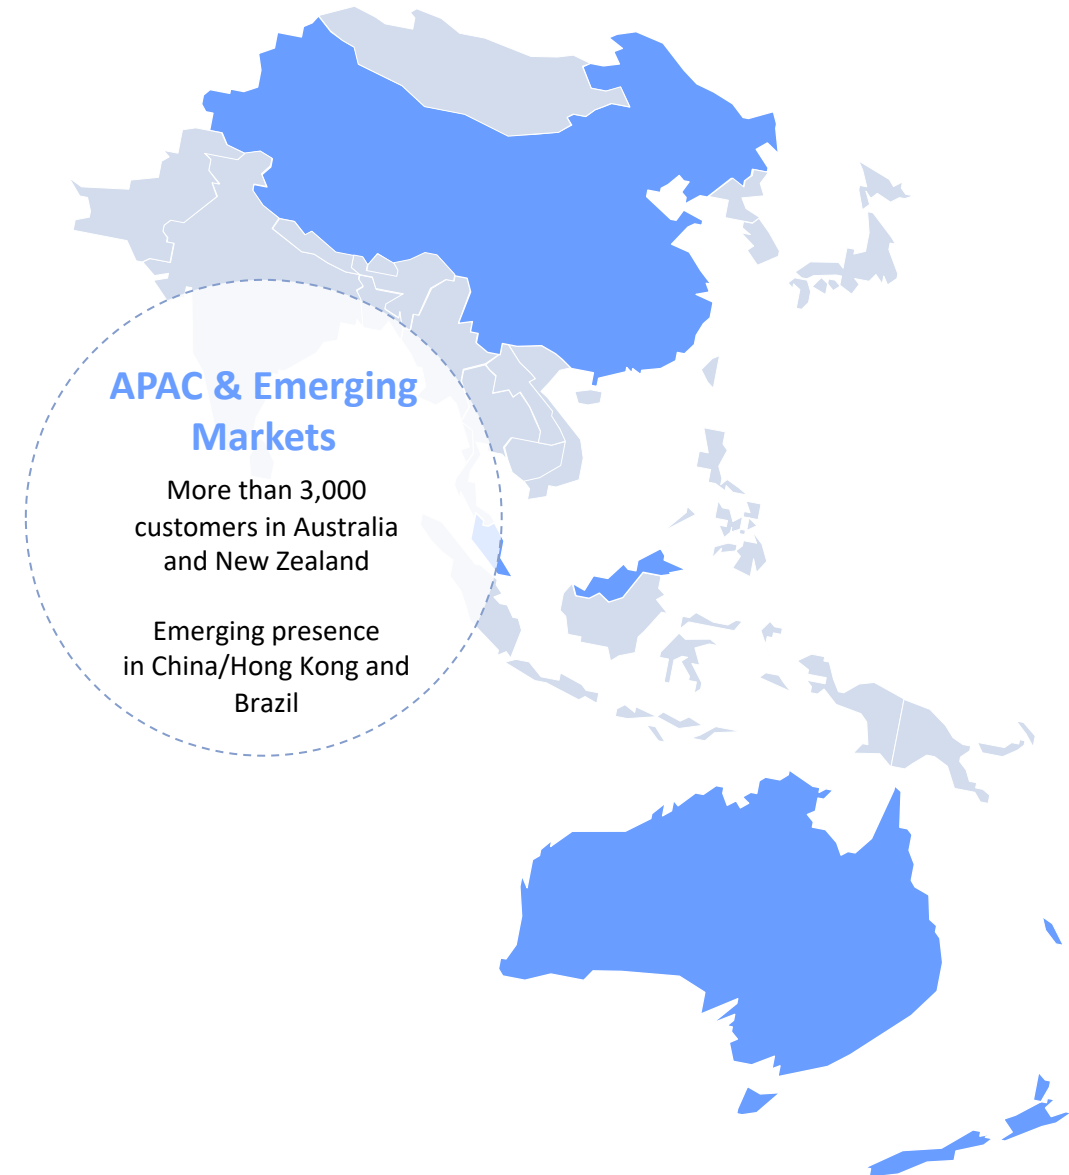 APAC & Emerging
Markets
More than 3,000
customers in Australia
and New Zealand
Emerging presence
in China/Hong Kong and
Brazil